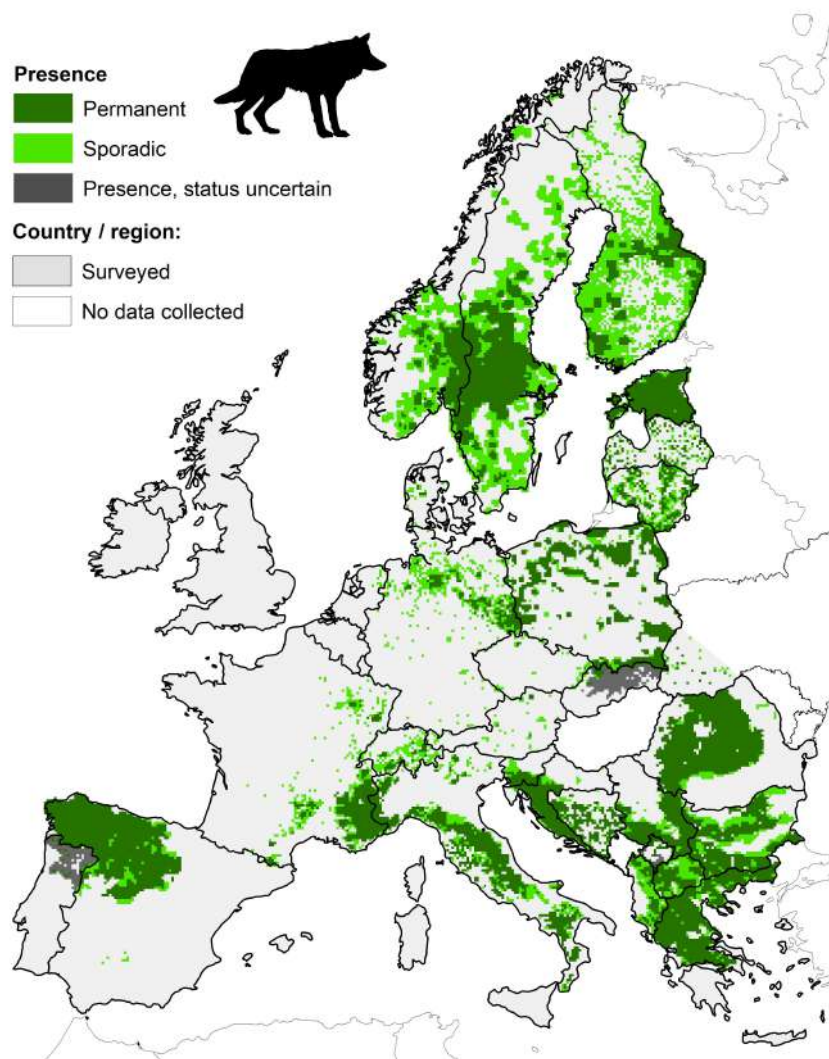 Presence
Permanent
Sporadic
Presence, status uncertain
Country / region:
Surveyed
No data collected